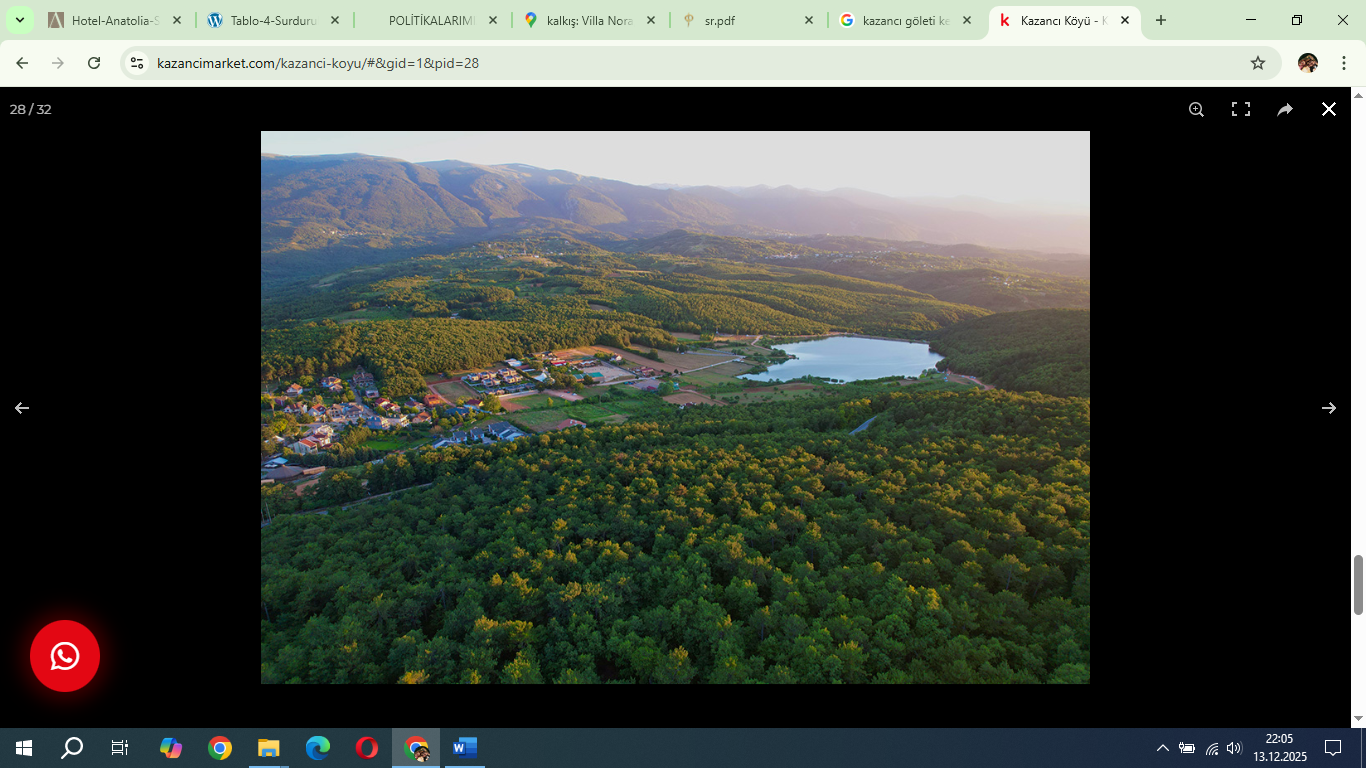 Hotel-Anatolia-S
Tablo-4-Surduru
POLİTİKALARIMI
kalkış: Villa Nora
sr.pdf
kazancı göleti ke
Kazancı Köyü - K
kazancimarket.com/kazanci-koyu/#&gid=1&pid=28
28 / 32
22:05
13.12.2025